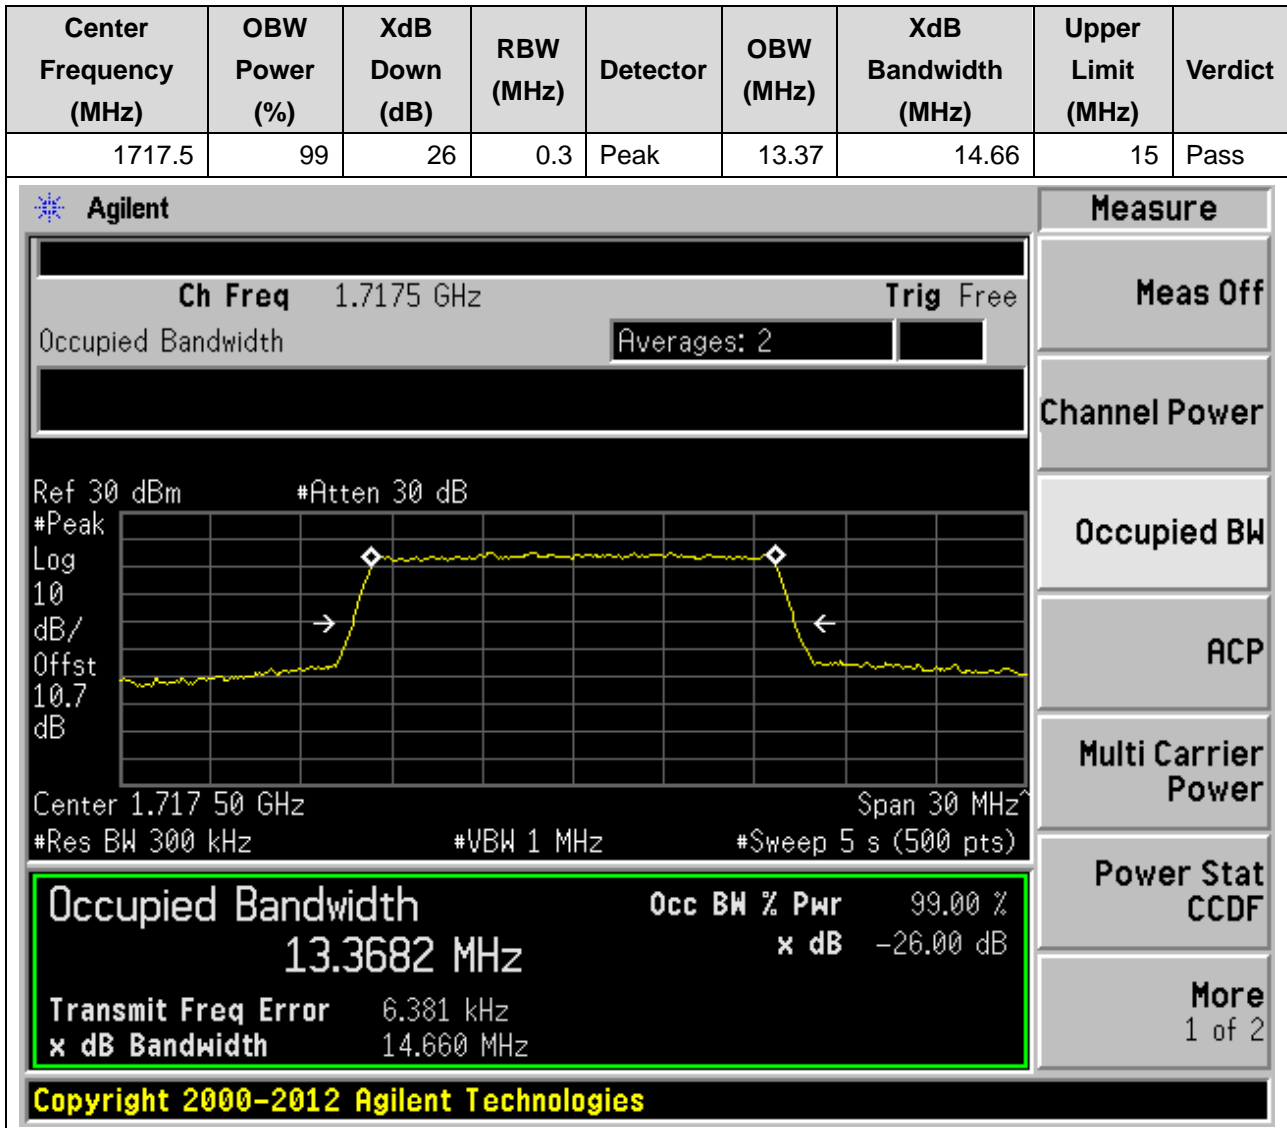 Center Frequency (MHz) OBW Power (%) XdB Down (dB) RBW (MHz) Detector OBW (MHz) XdB Bandwidth (MHz) Upper Limit (MHz) Verdict
1717.5 99 26 0.3 Peak 13.37 14.66 15 Pass
Agilent
Measure
Ch Freq 1.7175 GHz Trig Free
Meas Off
Occupied Bandwidth Averages: 2
Channel Power
Ref 30 dBm #Atten 30 dB
#Peak
Log
10
dB/
Offst
10.7
dB
Occupied BW
ACP
Multi Carrier
Power
Center 1.717 50 GHz Span 30 MHz^
#Res BW 300 kHz #VBW 1 MHz #Sweep 5 s (500 pts)
Power Stat
CCDF
Occupied Bandwidth Occ BW % Pwr 99.00 %
13.3682 MHz x dB -26.00 dB
More
1 of 2
Transmit Freq Error 6.381 kHz
x dB Bandwidth 14.660 MHz
Copyright 2000-2012 Agilent Technologies